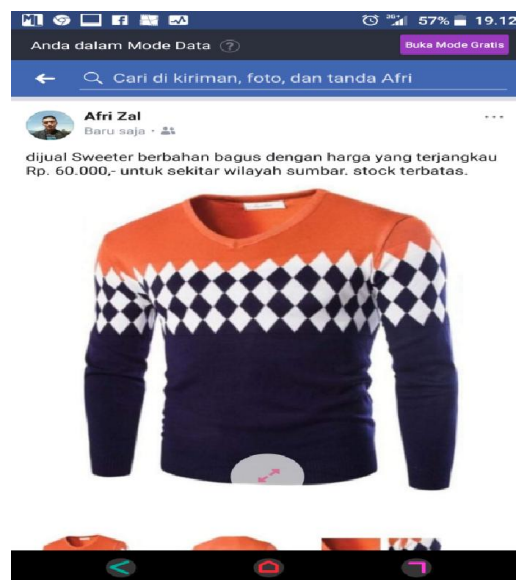 57% 19.12
Anda dalam Mode Data
Buka Mode Gratis
Cari di kiriman, foto, dan tanda Afri
Afri Zal
Baru saja
dijual Sweeter berbahan bagus dengan harga yang terjangkau
Rp. 60.000,- untuk sekitar wilayah sumbar. stock terbatas.